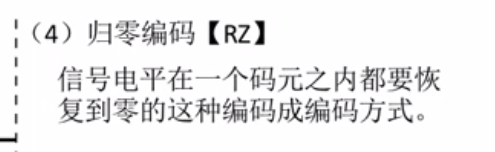 （4）归零编码【RZ】
信号电平在一个码元之内都要恢
复到零的这种编码成编码方式。